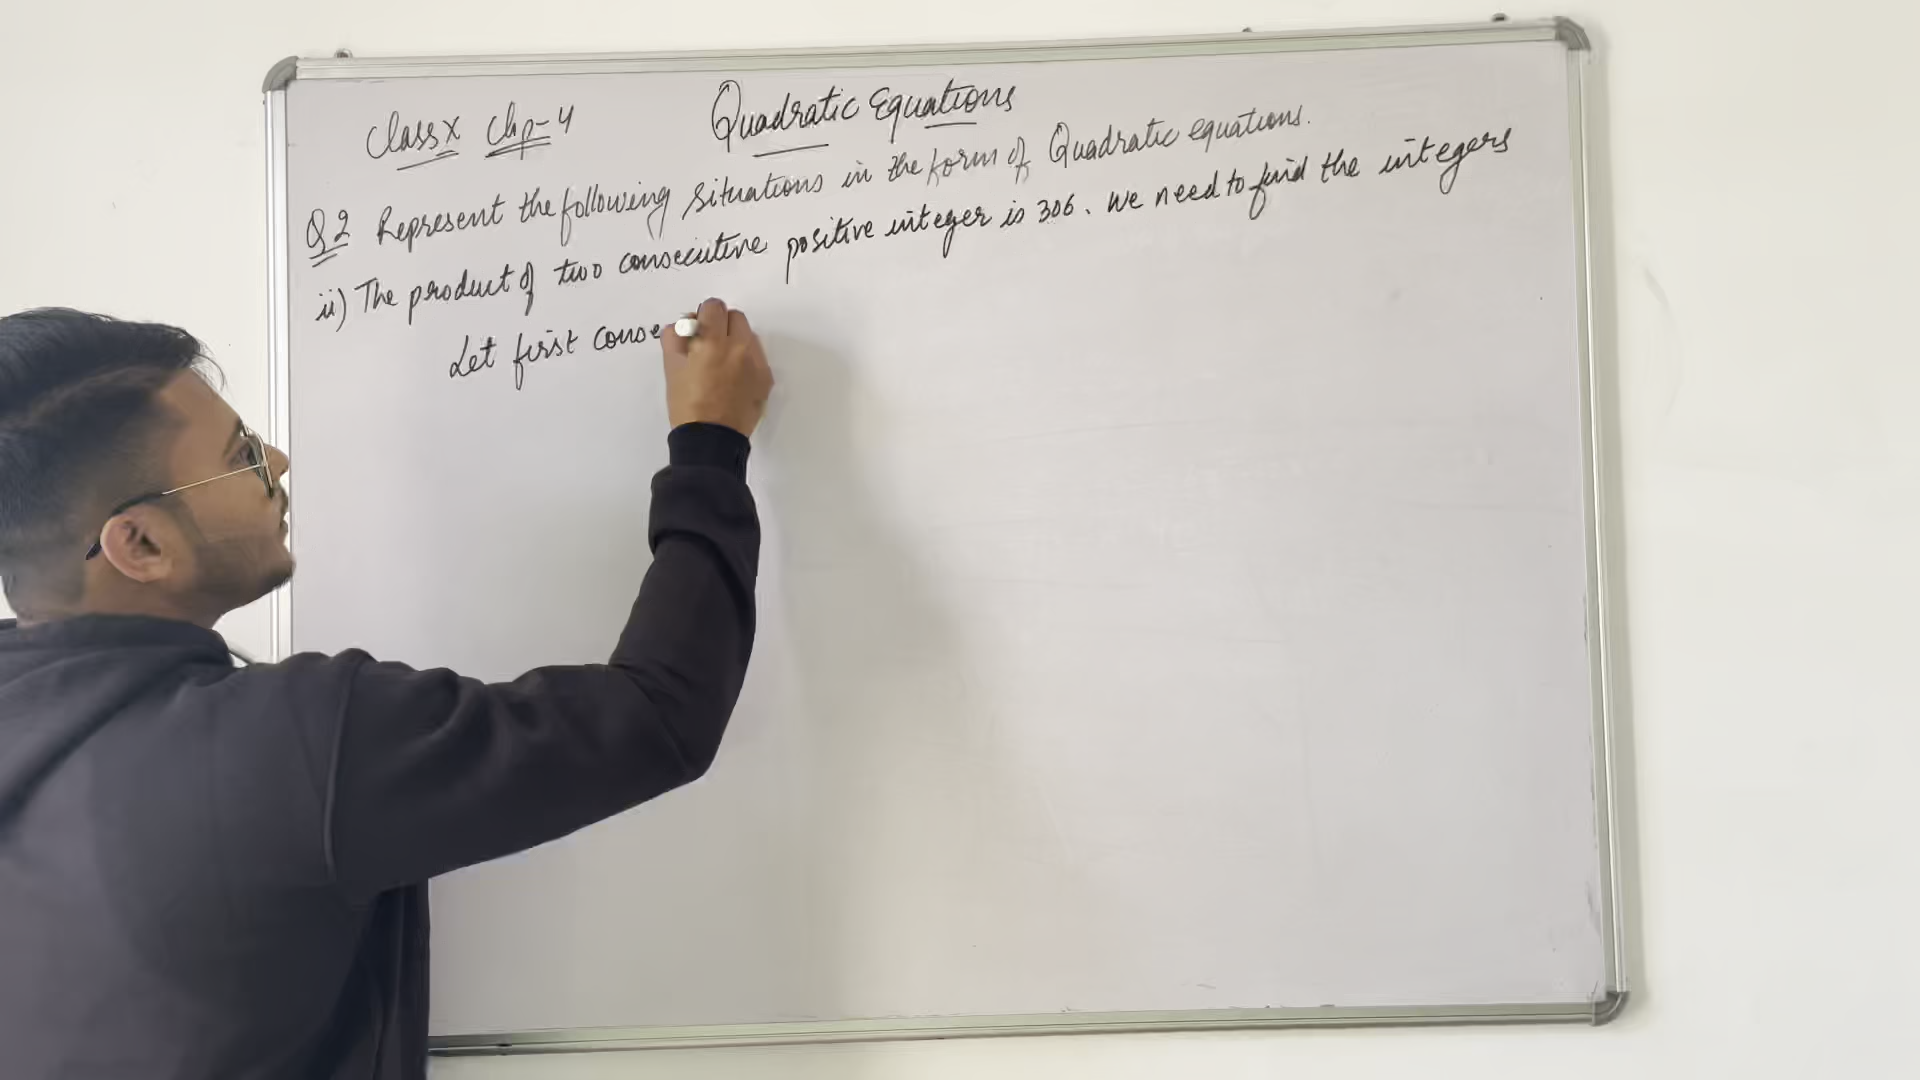 Class X Chp-4 Quadratic Equations
Q2 Represent the following situations in the form of Quadratic equations.
ii) The product of two consecutive positive integer is 306. We need to find the integers
Let first conse